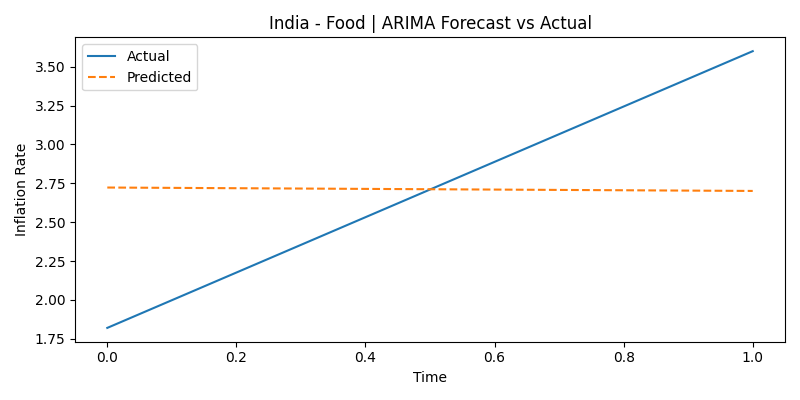 India - Food | ARIMA Forecast vs Actual
Actual
Predicted
Inflation Rate
3.50
3.25
3.00
2.75
2.50
2.25
2.00
1.75
0.0 0.2 0.4 0.6 0.8 1.0
Time